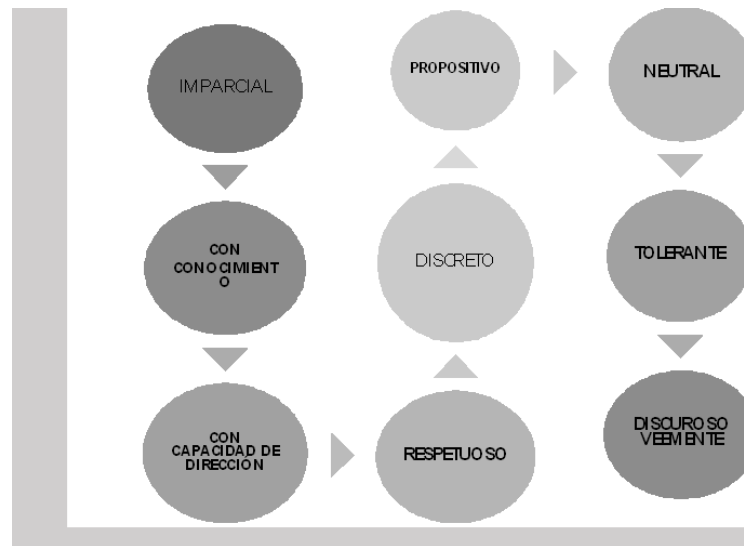 IMPARCIAL
CON
CONOCIMIENT
O
CON
CAPACIDAD DE
DIRECCIÓN
RESPETUOSO
DISCRETO
PROPOSITIVO
NEUTRAL
TOLERANTE
DISCUROSO
VEEMENTE